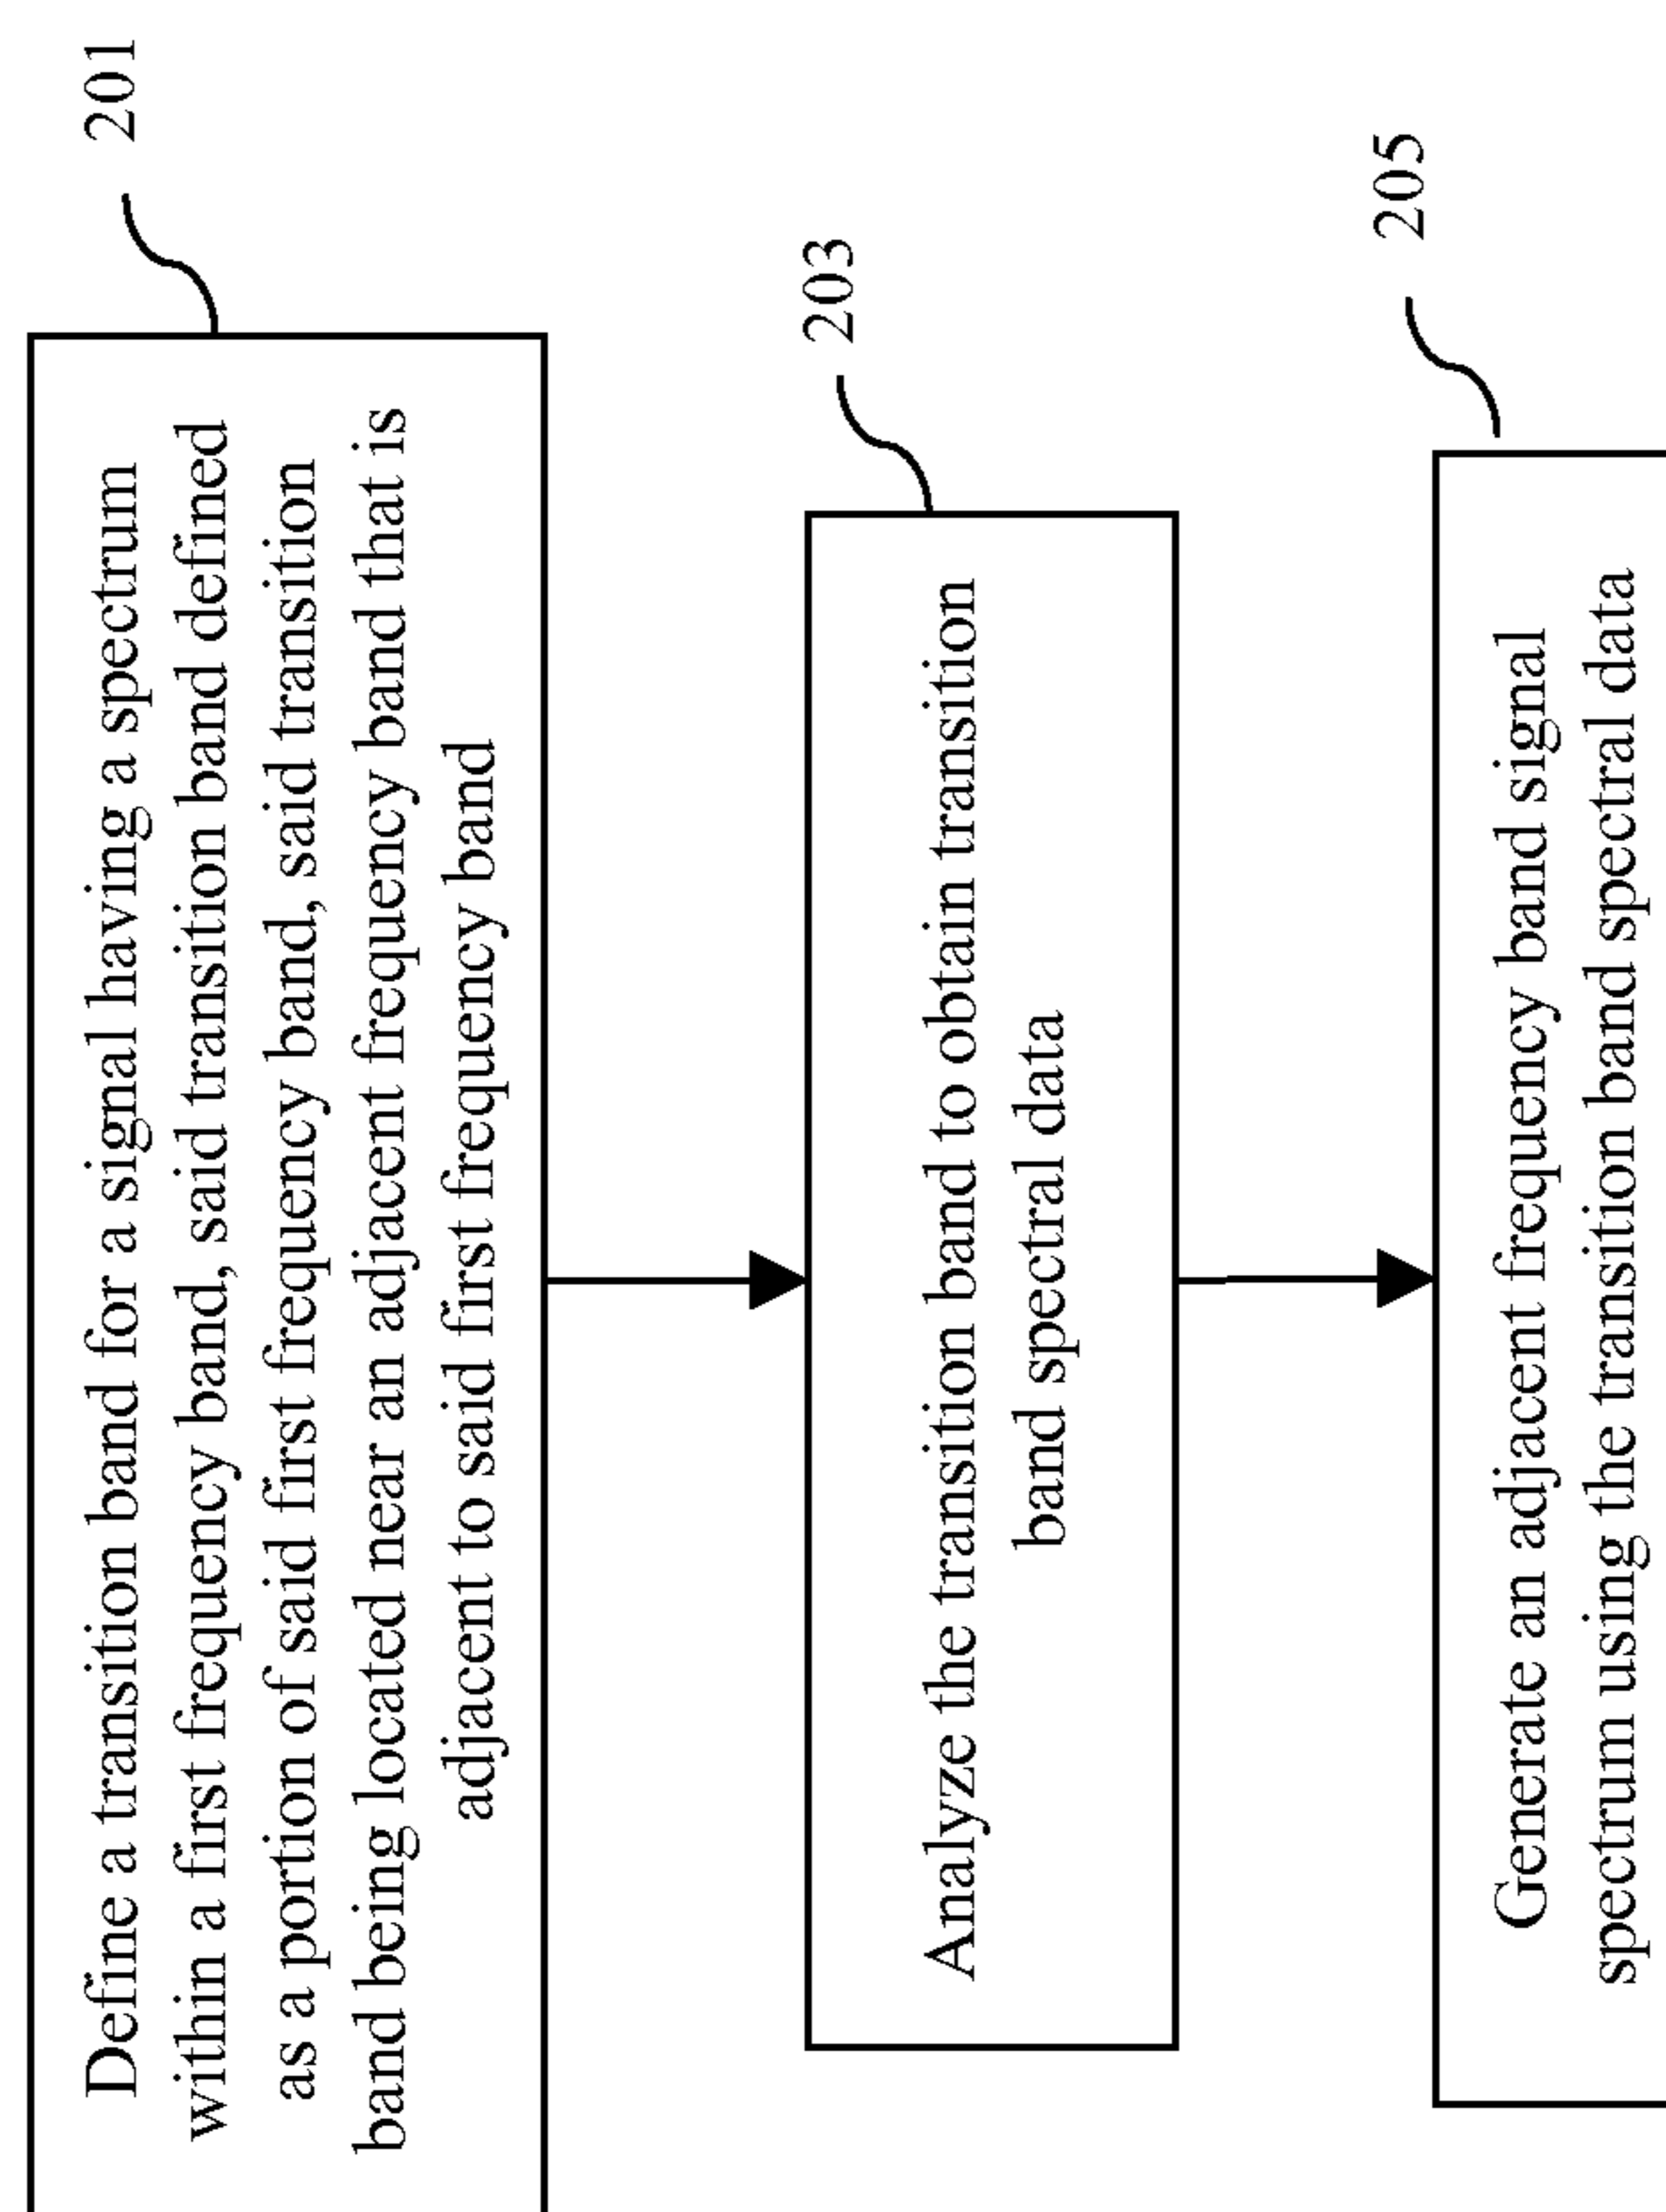 Define a transition band for a signal having a spectrum
within a first frequency band, said transition band defined
as a portion of said first frequency band, said transition
band being located near an adjacent frequency band that is
adjacent to said first frequency band
201
Analyze the transition band to obtain transition
band spectral data
203
Generate an adjacent frequency band signal
spectrum using the transition band spectral data
205